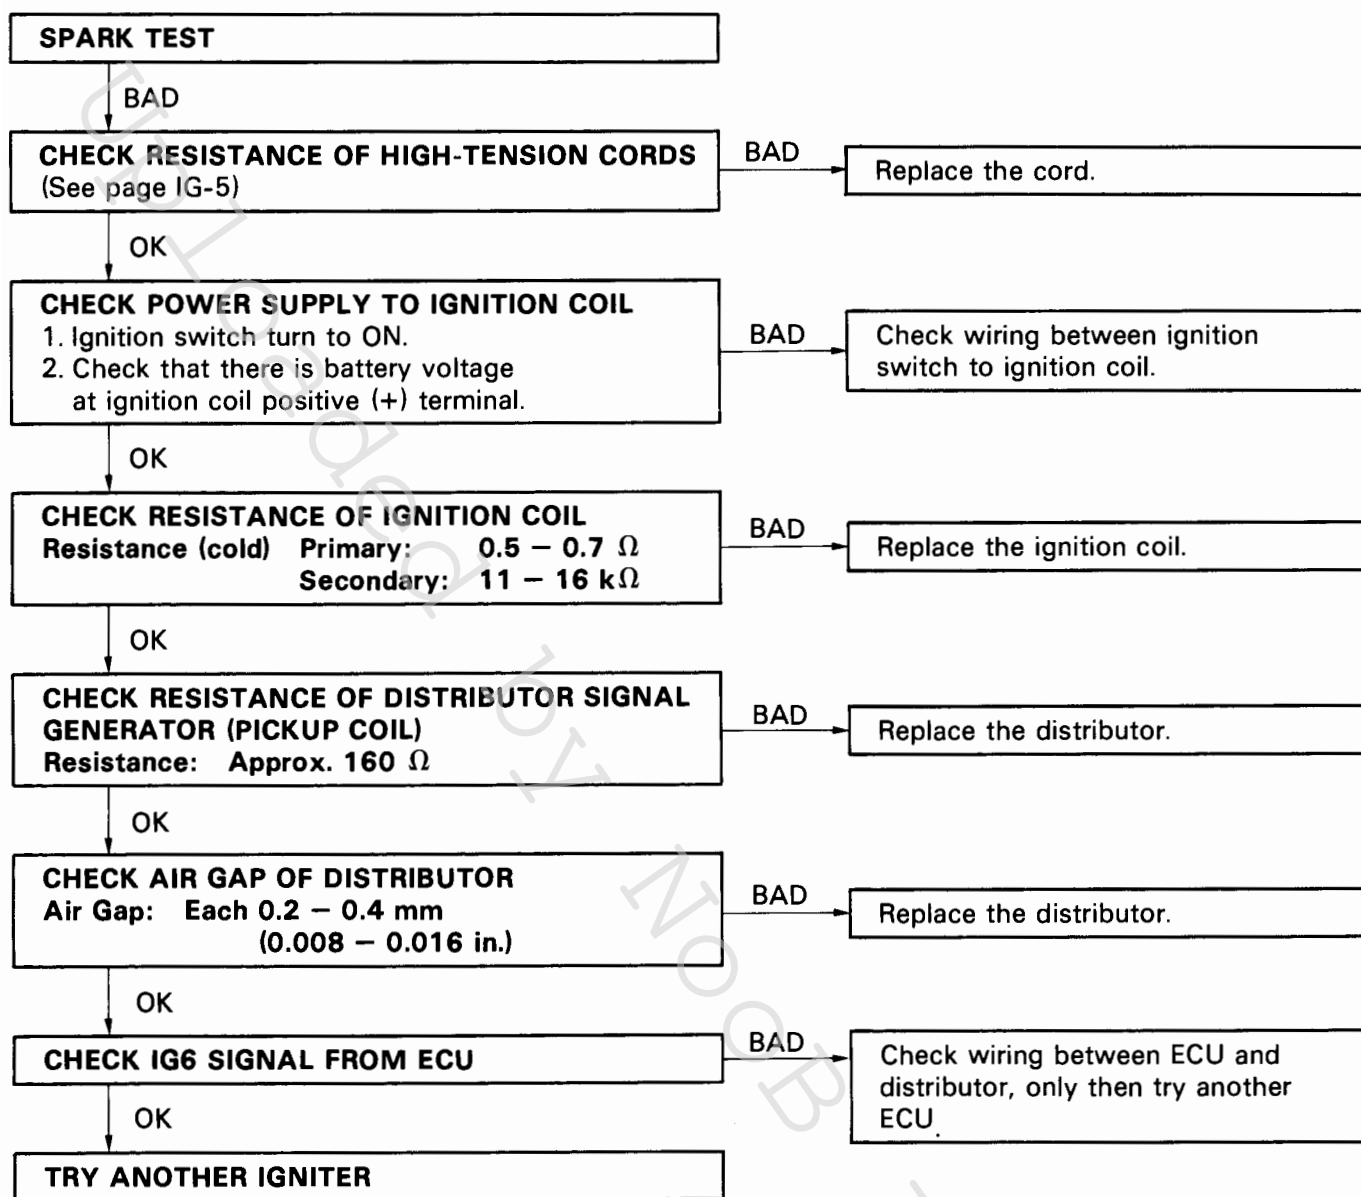 SPARK TEST
BAD
CHECK RESISTANCE OF HIGH-TENSION CORDS
(See page IG-5)
BAD
Replace the cord.
OK
CHECK POWER SUPPLY TO IGNITION COIL
1. Ignition switch turn to ON.
2. Check that there is battery voltage
at ignition coil positive (+) terminal.
BAD
Check wiring between ignition
switch to ignition coil.
OK
CHECK RESISTANCE OF IGNITION COIL
Resistance (cold) Primary: 0.5 – 0.7 Ω
Secondary: 11 – 16 kΩ
BAD
Replace the ignition coil.
OK
CHECK RESISTANCE OF DISTRIBUTOR SIGNAL
GENERATOR (PICKUP COIL)
Resistance: Approx. 160 Ω
BAD
Replace the distributor.
OK
CHECK AIR GAP OF DISTRIBUTOR
Air Gap: Each 0.2 – 0.4 mm
(0.008 – 0.016 in.)
BAD
Replace the distributor.
OK
CHECK IG6 SIGNAL FROM ECU
BAD
Check wiring between ECU and
distributor, only then try another
ECU.
OK
TRY ANOTHER IGNITER
Uploaded by NooB